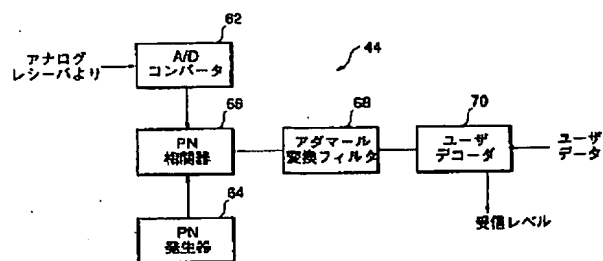 62
アナログ
レシーバより
A/D
コンバータ
44
66
PN
相関器
68
アダマール
変換フィルタ
70
ユーザ
デコーダ
ユーザ
データ
64
PN
発生器
受信レベル